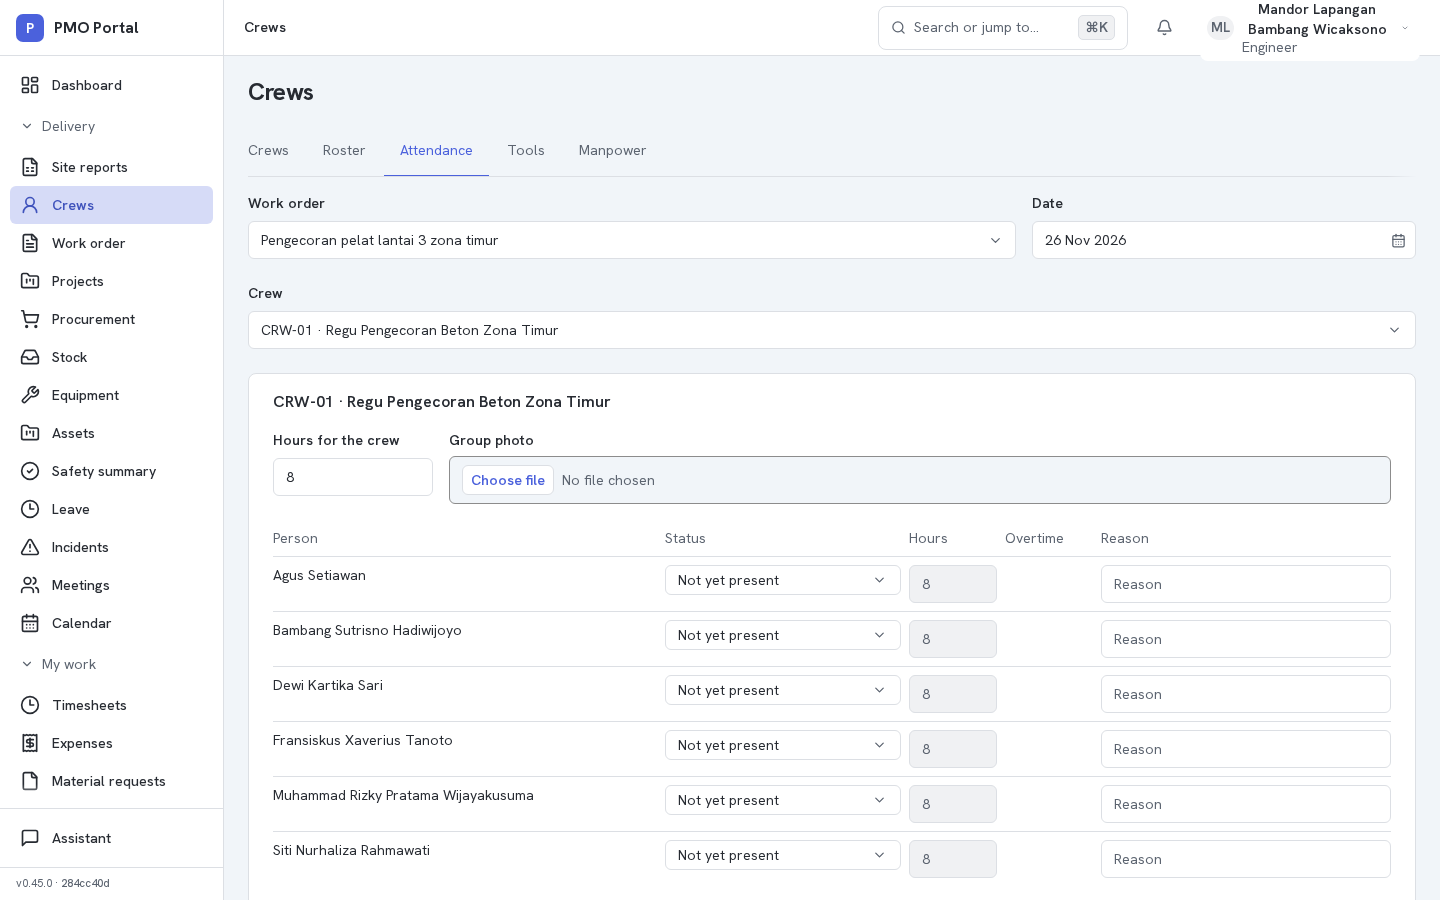 P PMO Portal
Crews
Search or jump to...
⌘K
ML
Mandor Lapangan
Bambang Wicaksono
Engineer
Dashboard
Delivery
Site reports
Crews
Work order
Projects
Procurement
Stock
Equipment
Assets
Safety summary
Leave
Incidents
Meetings
Calendar
My work
Timesheets
Expenses
Material requests
Assistant
v0.45.0 · 284cc40d
Crews
Crews Roster Attendance Tools Manpower
Work order
Pengecoran pelat lantai 3 zona timur
Date
26 Nov 2026
Crew
CRW-01 · Regu Pengecoran Beton Zona Timur
CRW-01 · Regu Pengecoran Beton Zona Timur
Hours for the crew
8
Group photo
Choose file No file chosen
Person Status Hours Overtime Reason
Agus Setiawan Not yet present 8 Reason
Bambang Sutrisno Hadiwijoyo Not yet present 8 Reason
Dewi Kartika Sari Not yet present 8 Reason
Fransiskus Xaverius Tanoto Not yet present 8 Reason
Muhammad Rizky Pratama Wijayakusuma Not yet present 8 Reason
Siti Nurhaliza Rahmawati Not yet present 8 Reason